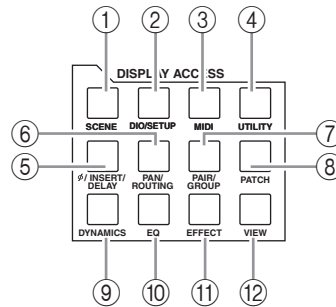 ① ② ③ ④
DISPLAY ACCESS
SCENE DIO/SETUP MIDI UTILITY
⑥ ⑦
⑤ ⑧
ø/ INSERT/ DELAY PAN/ ROUTING PAIR/ GROUP PATCH
DYNAMICS EQ EFFECT VIEW
⑨ ⑩ ⑪ ⑫